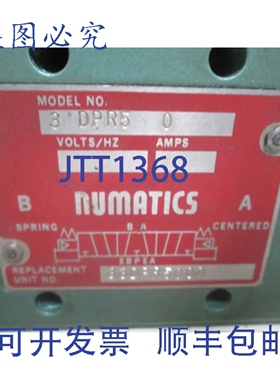 盗图必究
MODEL NO.
3 DPR5 0
VOLTS/HZ AMPS
JTT1368
B NUMATICS A
SPRING B A CENTERED
EBPEA
REPLACEMENT
UNIT NO.
可开发票 顺丰包邮